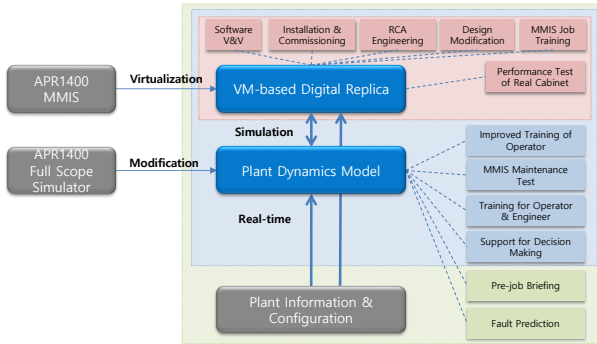 Software
V&V
Installation &
Commissioning
RCA
Engineering
Design
Modification
MMIS Job
Training
APR1400
MMIS
Virtualization
VM-based Digital Replica
Performance Test
of Real Cabinet
Simulation
Improved Training of
Operator
APR1400
Full Scope
Simulator
Modification
Plant Dynamics Model
MMIS Maintenance
Test
Training for Operator
& Engineer
Real-time
Support for Decision
Making
Plant Information &
Configuration
Pre-job Briefing
Fault Prediction